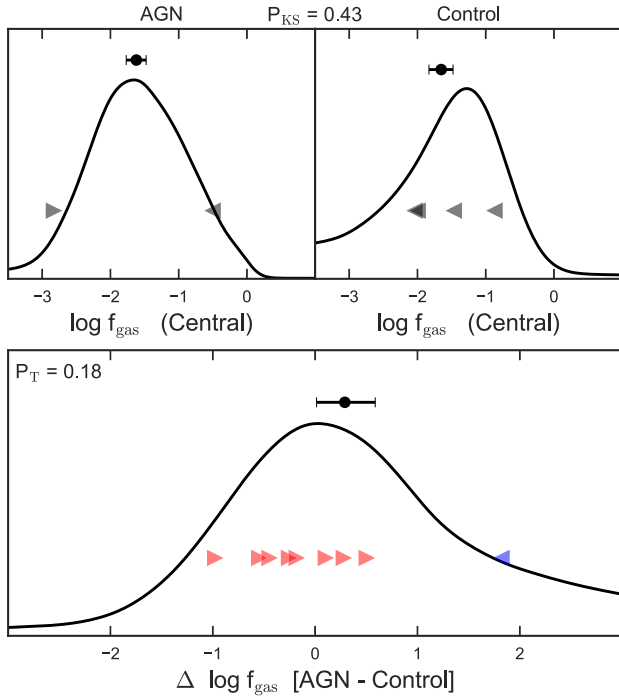 AGN P_KS = 0.43 Control
−3 −2 −1 0 −3 −2 −1 0
log f_gas (Central) log f_gas (Central)
P_T = 0.18
−2 −1 0 1 2
Δ log f_gas [AGN - Control]